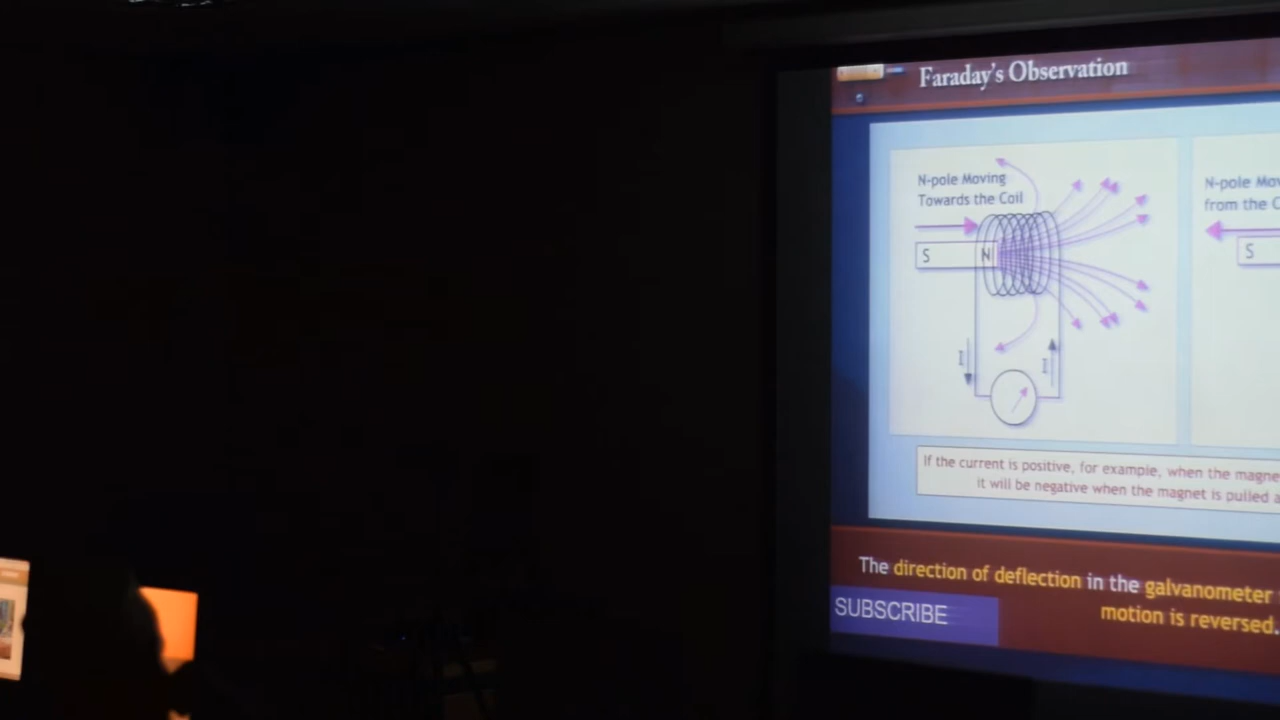 Faraday's Observation
N-pole Moving
Towards the Coil
S
N
I
I
N-pole
from the
S
If the current is positive, for example, when the
it will be negative when the magnet is pulled
The direction of deflection in the galvanometer
motion is reversed.
SUBSCRIBE